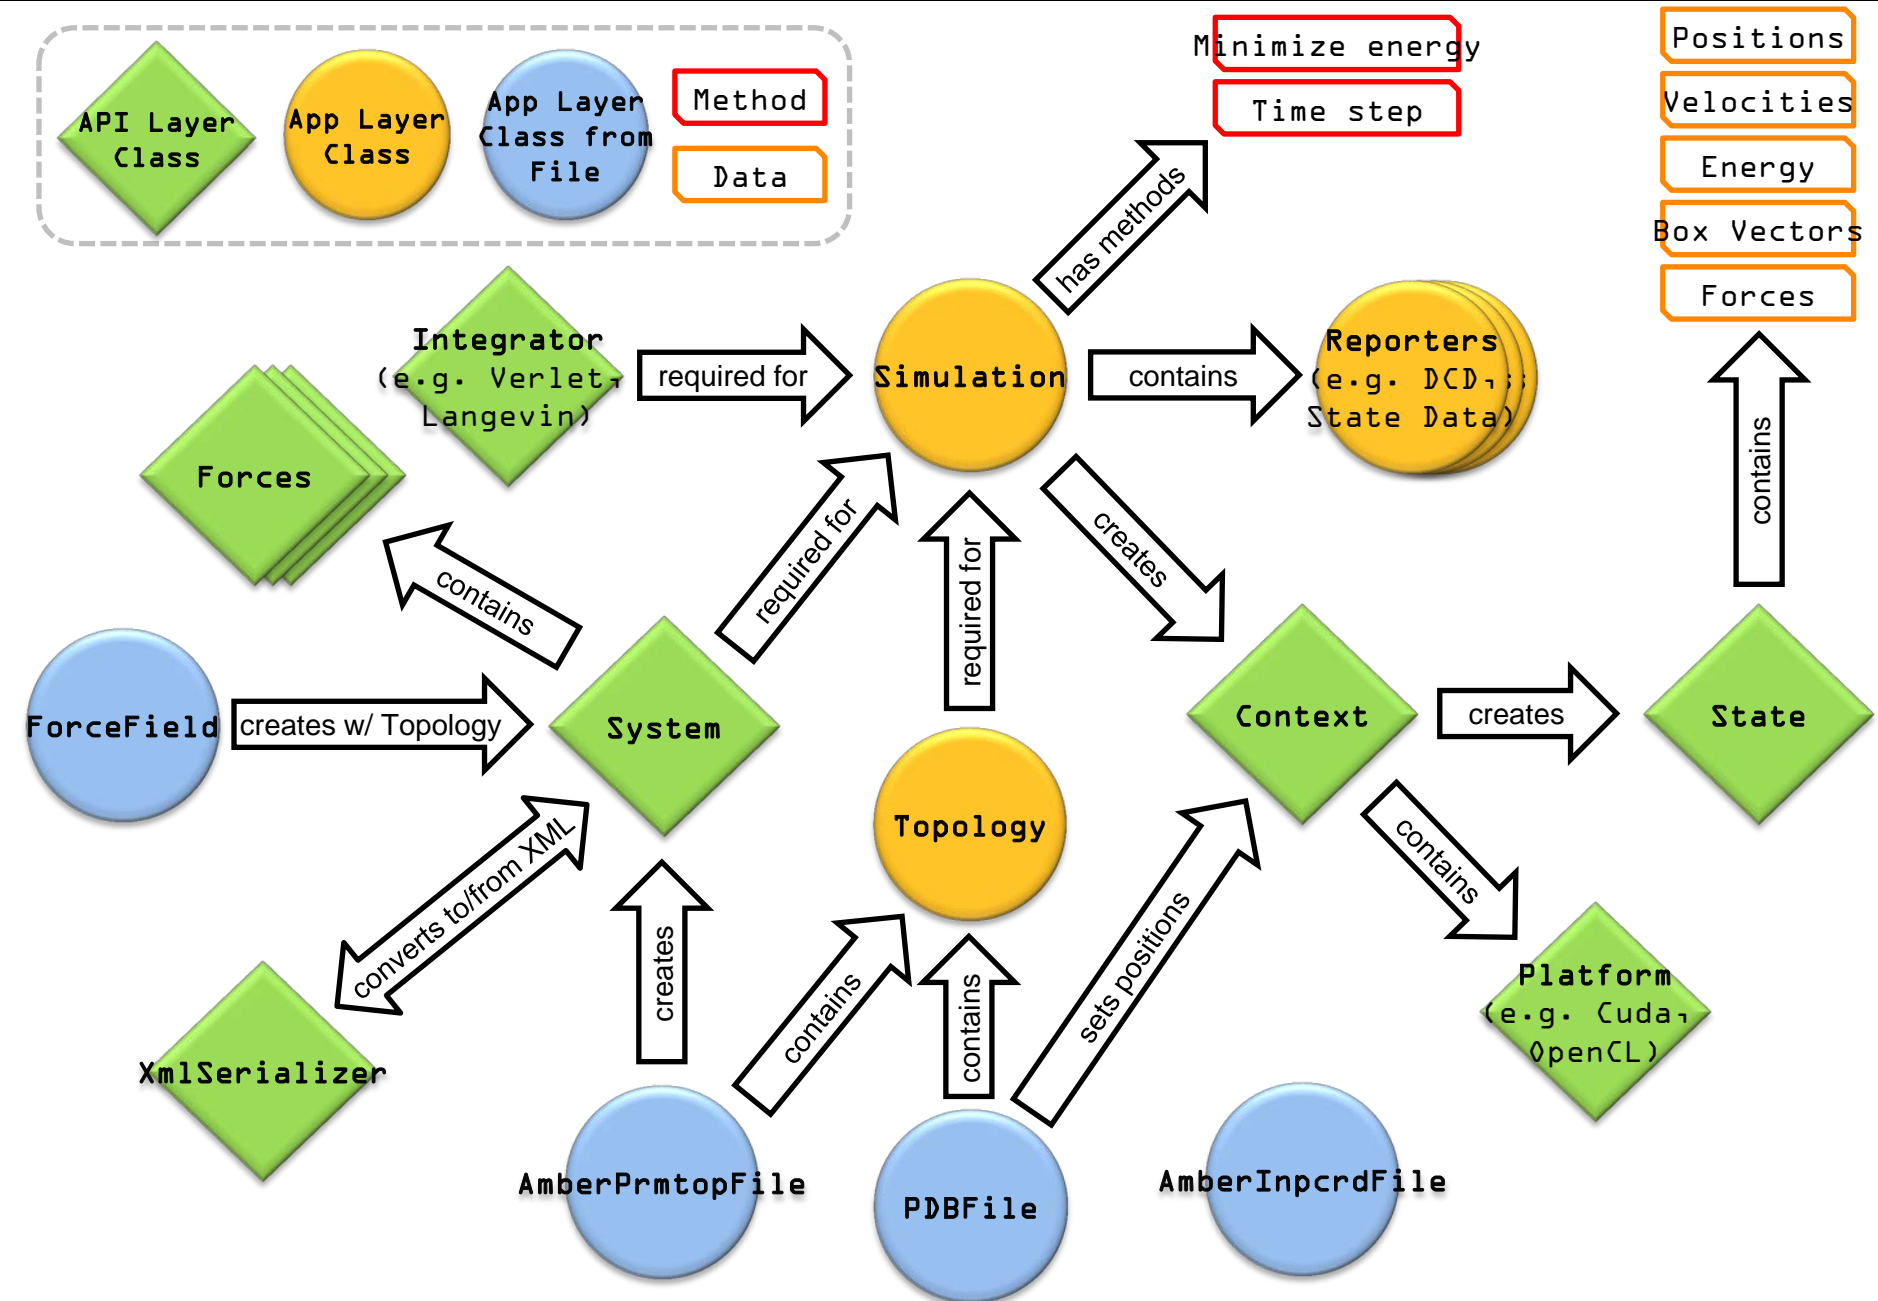 API Layer
Class
App Layer
Class
App Layer
Class from
File
Method
Data
Minimize energy
Time step
Positions
Velocities
Energy
Box Vectors
Forces
has methods
Integrator
(e.g. Verlet,
Langevin)
required for
Simulation
contains
Reporters
(e.g. DCD,
State Data)
Forces
contains
required for
required for
creates
contains
ForceField
creates w/ Topology
System
Context
creates
State
Topology
converts to/from XML
creates
contains
contains
sets positions
contains
Platform
(e.g. Cuda,
OpenCL)
XmlSerializer
AmberPrmtopFile
PDBFile
AmberInpcrdFile